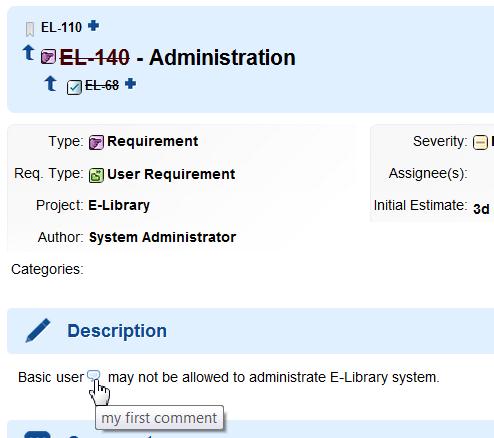 EL-110
EL-140 - Administration
EL-68
Type: Requirement
Severity:
Req. Type: User Requirement
Assignee(s):
Project: E-Library
Initial Estimate: 3d
Author: System Administrator
Categories:
Description
Basic user may not be allowed to administrate E-Library system.
my first comment